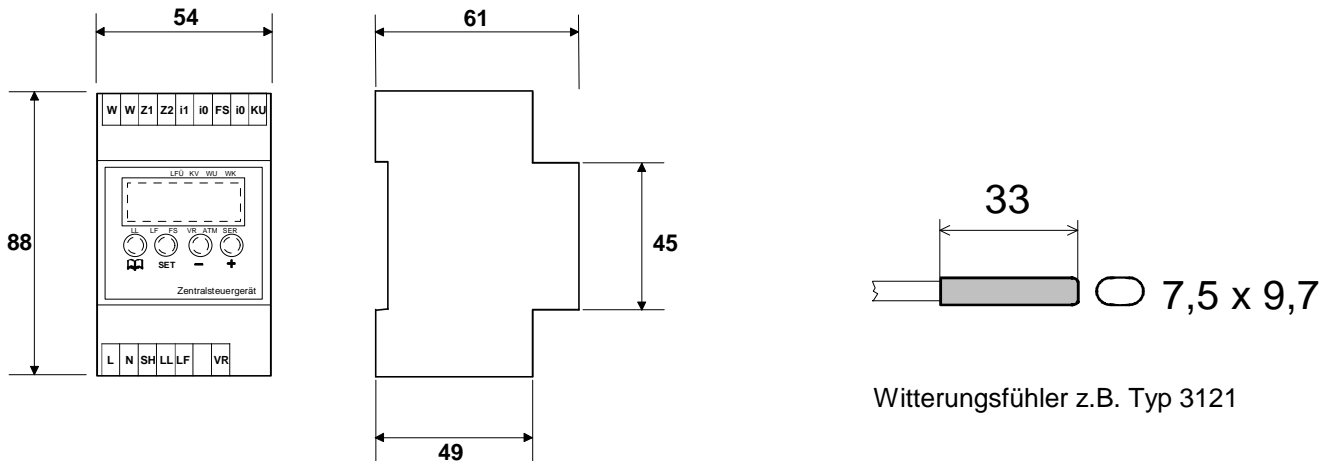 54
61
W W Z1 Z2 i1 i0 FS i0 KU
LFÜ KV WU WK
88
LL LF FS VR ATM SER
SET - +
Zentralsteuergerät
L N SH LL LF VR
45
49
33
7,5 x 9,7
Witterungsfühler z.B. Typ 3121